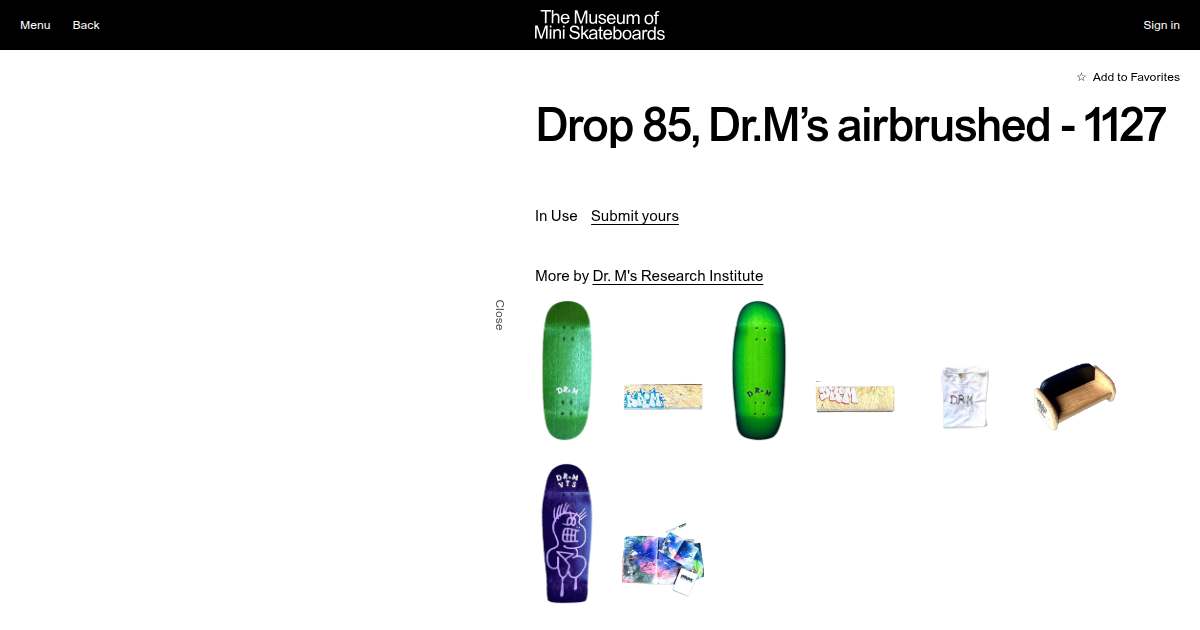 Menu
Back
The Museum of
Mini Skateboards
Sign in
☆ Add to Favorites
Drop 85, Dr.M’s airbrushed - 1127
In Use
Submit yours
More by Dr. M's Research Institute
Close
DR.M
DR.M
DR.M
DR.M
VTS